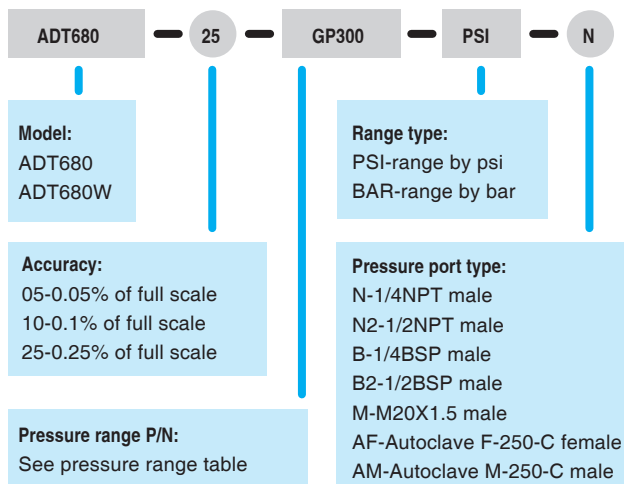 ADT680 25 GP300 PSI N
Model:
ADT680
ADT680W
Range type:
PSI-range by psi
BAR-range by bar
Accuracy:
05-0.05% of full scale
10-0.1% of full scale
25-0.25% of full scale
Pressure port type:
N-1/4NPT male
N2-1/2NPT male
B-1/4BSP male
B2-1/2BSP male
M-M20X1.5 male
AF-Autoclave F-250-C female
AM-Autoclave M-250-C male
Pressure range P/N:
See pressure range table